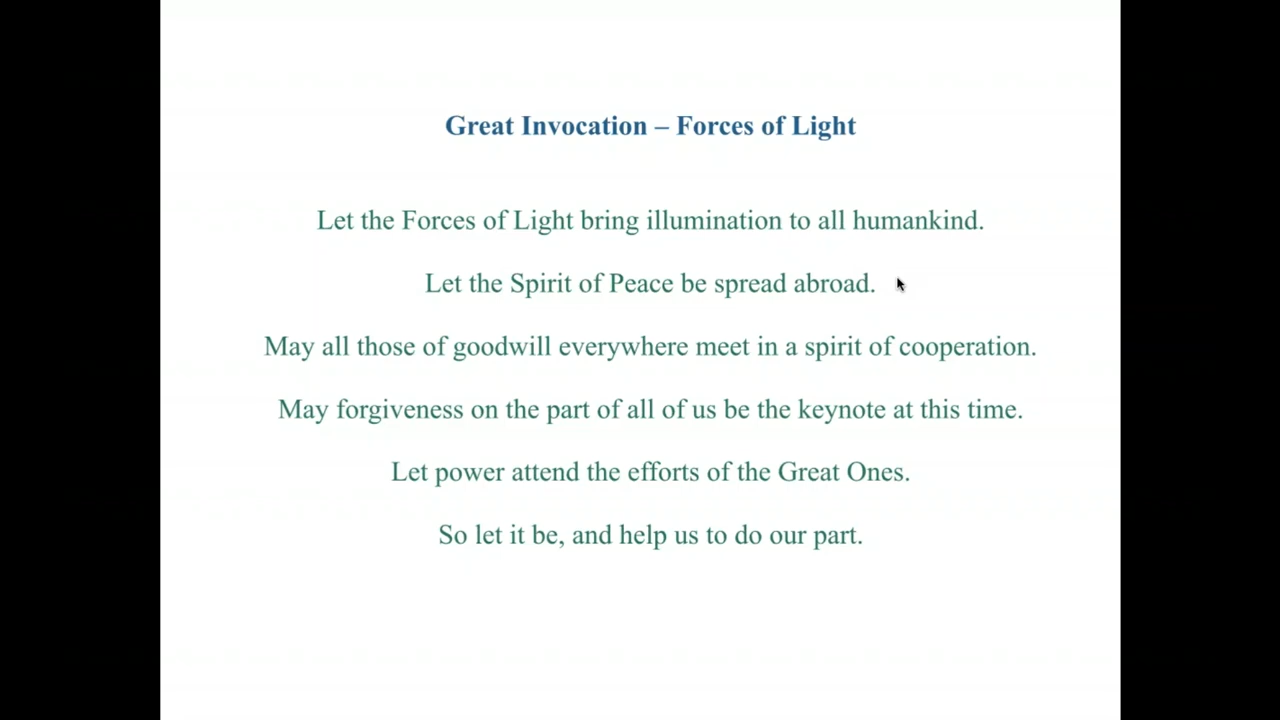 Great Invocation – Forces of Light
Let the Forces of Light bring illumination to all humankind.
Let the Spirit of Peace be spread abroad.
May all those of goodwill everywhere meet in a spirit of cooperation.
May forgiveness on the part of all of us be the keynote at this time.
Let power attend the efforts of the Great Ones.
So let it be, and help us to do our part.